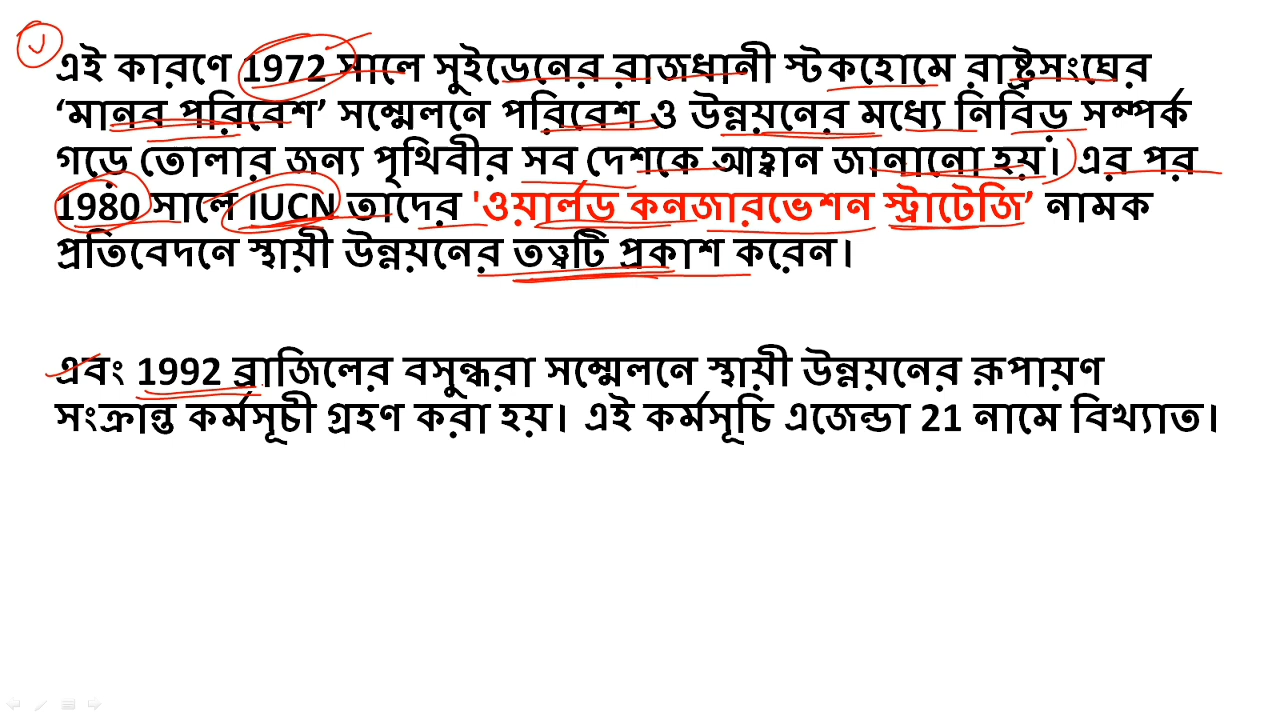 এই কারণে 1972 সালে সুইডেনের রাজধানী স্টকহোমে রাষ্ট্রসংঘের
‘মানব পরিবেশ’ সম্মেলনে পরিবেশ ও উন্নয়নের মধ্যে নিবিড় সম্পর্ক
গড়ে তোলার জন্য পৃথিবীর সব দেশকে আহ্বান জানানো হয়। এর পর
1980 সালে IUCN তাদের 'ওয়ার্লড কনজারভেশন স্ট্রাটেজি’ নামক
প্রতিবেদনে স্থায়ী উন্নয়নের তত্ত্বটি প্রকাশ করেন।
এবং 1992 ব্রাজিলের বসুন্ধরা সম্মেলনে স্থায়ী উন্নয়নের রূপায়ণ
সংক্রান্ত কর্মসূচী গ্রহণ করা হয়। এই কর্মসূচি এজেন্ডা 21 নামে বিখ্যাত।